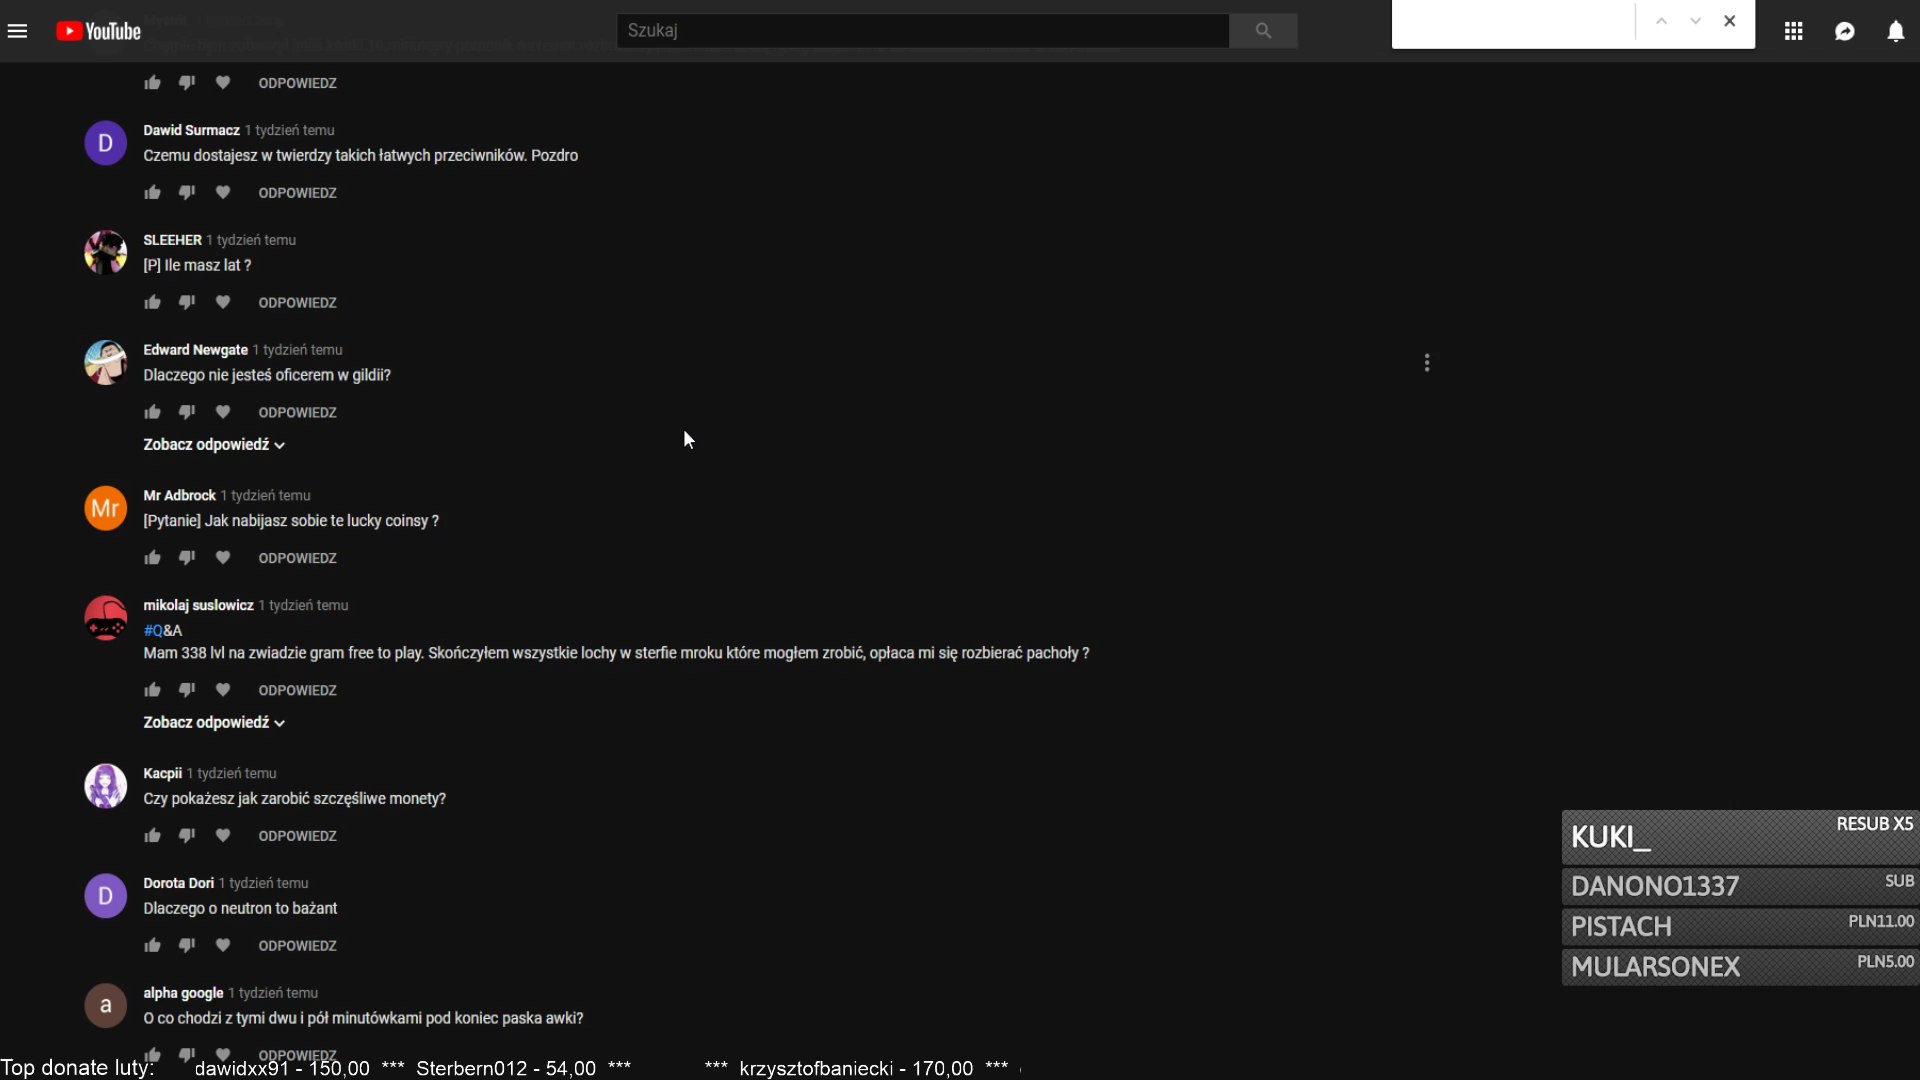 YouTube
Szukaj
ODPOWIEDZ
Dawid Surmacz 1 tydzień temu
Czemu dostajesz w twierdzy takich łatwych przeciwników. Pozdro
ODPOWIEDZ
SLEEHER 1 tydzień temu
[P] Ile masz lat ?
ODPOWIEDZ
Edward Newgate 1 tydzień temu
Dlaczego nie jesteś oficerem w gildii?
ODPOWIEDZ
Zobacz odpowiedź
Mr
Mr Adbrock 1 tydzień temu
[Pytanie] Jak nabijasz sobie te lucky coinsy ?
ODPOWIEDZ
mikolaj suslowicz 1 tydzień temu
#Q&A
Mam 338 lvl na zwiadzie gram free to play. Skończyłem wszystkie lochy w sterfie mroku które mogłem zrobić, opłaca mi się rozbierać pachoły ?
ODPOWIEDZ
Zobacz odpowiedź
Kacpii 1 tydzień temu
Czy pokażesz jak zarobić szczęśliwe monety?
ODPOWIEDZ
D
Dorota Dori 1 tydzień temu
Dlaczego o neutron to bażant
ODPOWIEDZ
a
alpha google 1 tydzień temu
O co chodzi z tymi dwu i pół minutówkami pod koniec paska awki?
ODPOWIEDZ
D
KUKI_ RESUB X5
DANONO1337 SUB
PISTACH PLN11.00
MULARSONEX PLN5.00
Top donate luty: dawidxx91 - 150,00 *** Sterbern012 - 54,00 *** *** krzysztofbaniecki - 170,00 ***